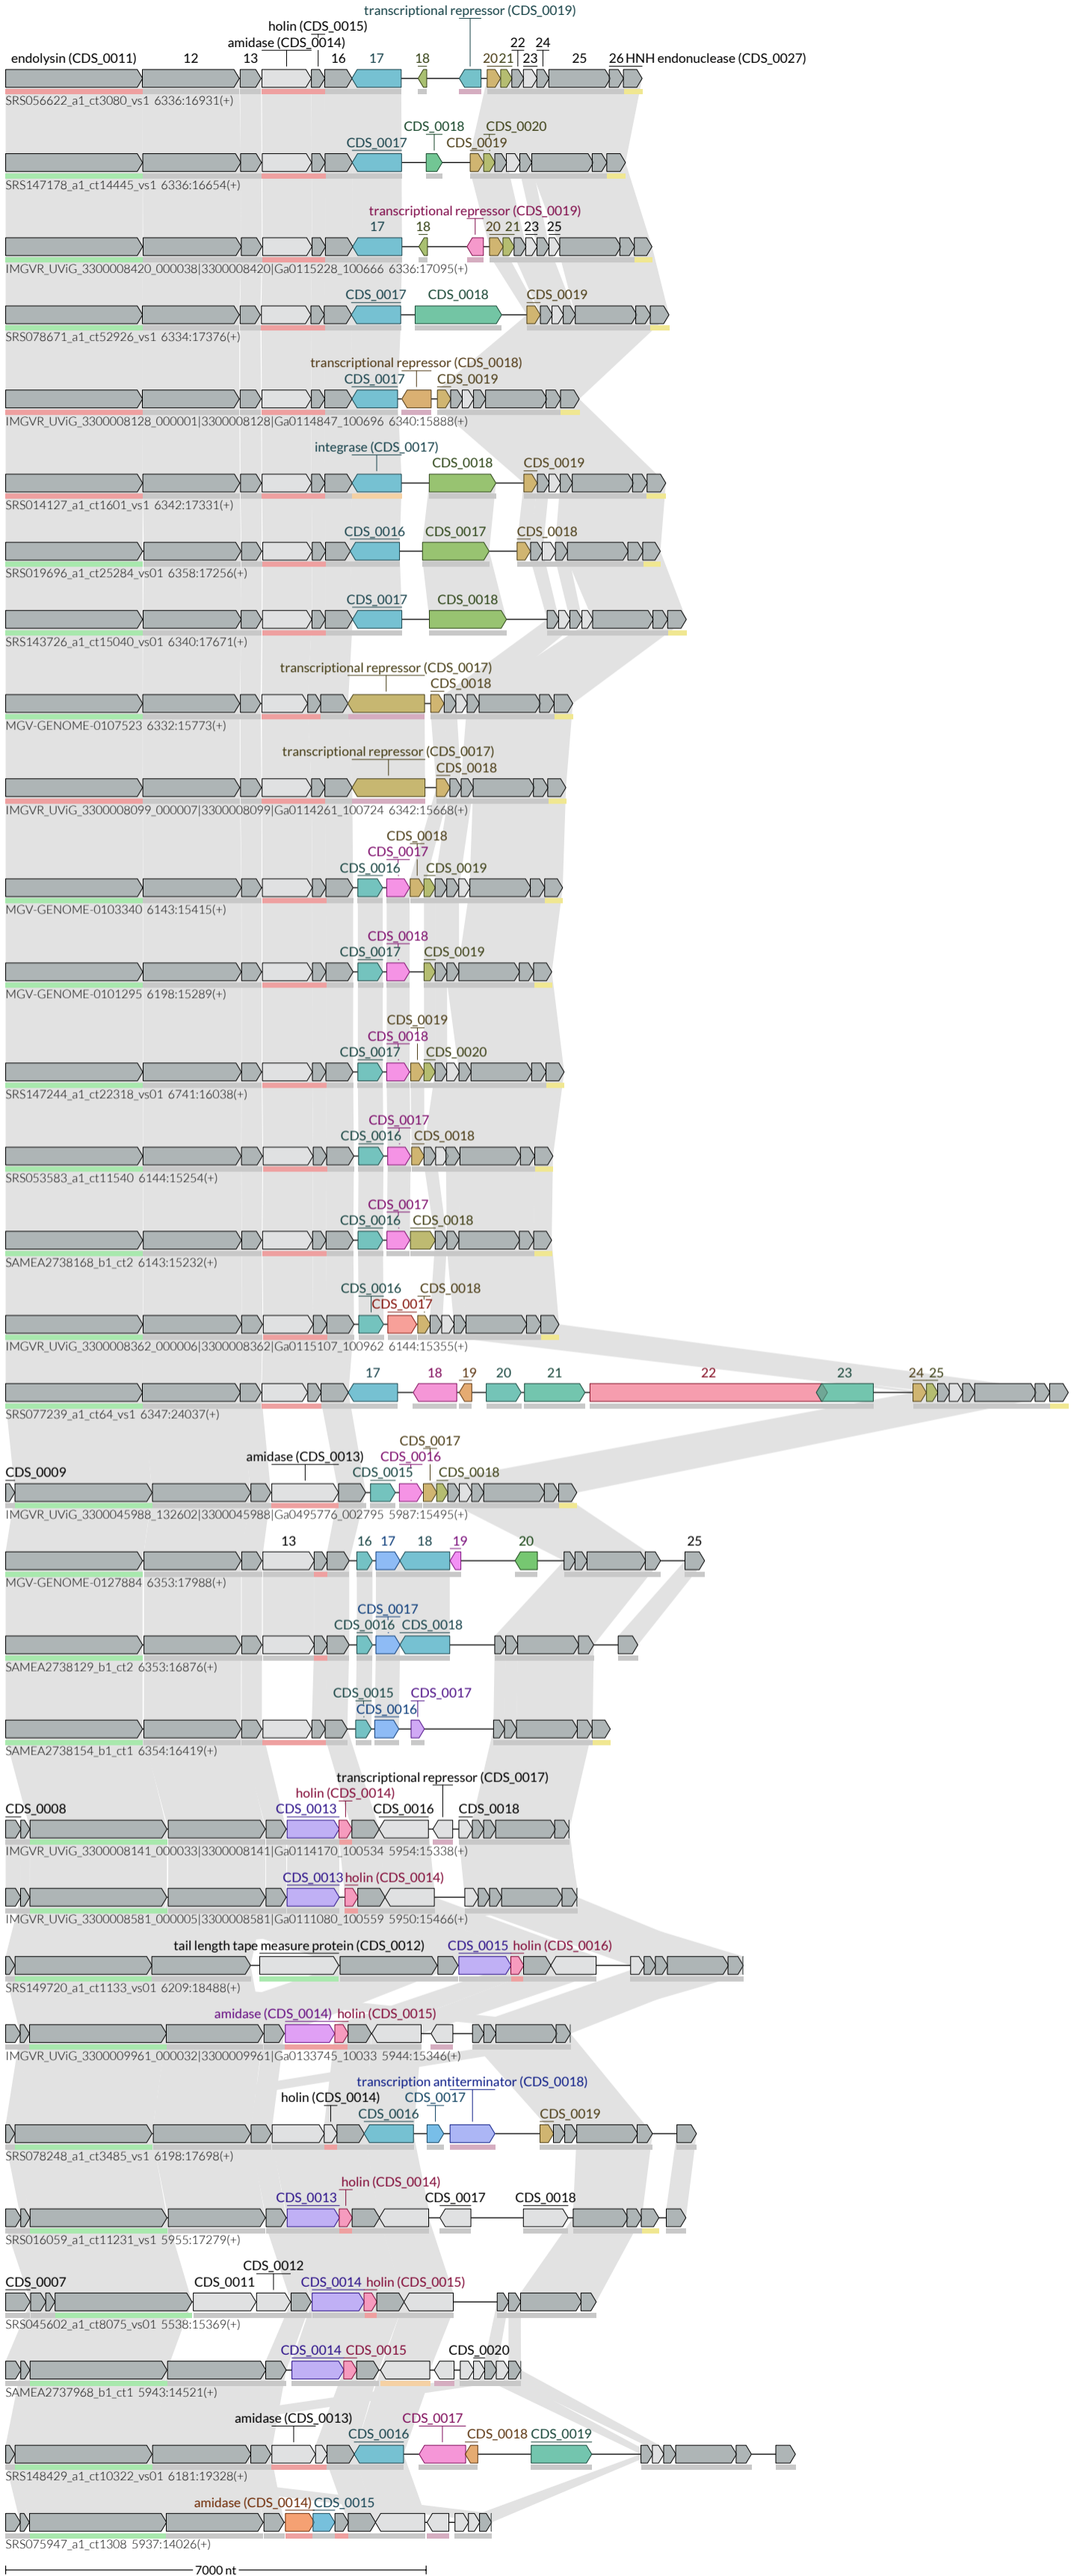 transcriptional repressor (CDS_0019)
holin (CDS_0015)
amidase (CDS_0014)
22 24
endolysin (CDS_0011) 12 13 16 17 18 20 21 23 25 26 HNH endonuclease (CDS_0027)
SRS056622_a1_ct3080_vs1 6336:16931(+)
CDS_0018 CDS_0020
CDS_0017 CDS_0019
SRS147178_a1_ct14445_vs1 6336:16654(+)
transcriptional repressor (CDS_0019)
17 18 20 21 23 25
IMGVR_UViG_3300008420_000038|3300008420|Ga0115228_100666 6336:17095(+)
CDS_0017 CDS_0018 CDS_0019
SRS078671_a1_ct52926_vs1 6334:17376(+)
transcriptional repressor (CDS_0018)
CDS_0017 CDS_0019
IMGVR_UViG_3300008128_000001|3300008128|Ga0114847_100696 6340:15888(+)
integrase (CDS_0017)
CDS_0018 CDS_0019
SRS014127_a1_ct1601_vs1 6342:17331(+)
CDS_0016 CDS_0017 CDS_0018
SRS019696_a1_ct25284_vs01 6358:17256(+)
CDS_0017 CDS_0018
SRS143726_a1_ct15040_vs01 6340:17671(+)
transcriptional repressor (CDS_0017)
CDS_0018
MGV-GENOME-0107523 6332:15773(+)
transcriptional repressor (CDS_0017)
CDS_0018
IMGVR_UViG_3300008099_000007|3300008099|Ga0114261_100724 6342:15668(+)
CDS_0018
CDS_0017
CDS_0016 CDS_0019
MGV-GENOME-0103340 6143:15415(+)
CDS_0018
CDS_0017 CDS_0019
MGV-GENOME-0101295 6198:15289(+)
CDS_0019
CDS_0018
CDS_0017 CDS_0020
SRS147244_a1_ct22318_vs01 6741:16038(+)
CDS_0017
CDS_0016 CDS_0018
SRS053583_a1_ct11540 6144:15254(+)
CDS_0017
CDS_0016 CDS_0018
SAMEA2738168_b1_ct2 6143:15232(+)
CDS_0016 CDS_0018
CDS_0017
IMGVR_UViG_3300008362_000006|3300008362|Ga0115107_100962 6144:15355(+)
17 18 19 20 21 22 23 24 25
SRS077239_a1_ct64_vs1 6347:24037(+)
CDS_0017
amidase (CDS_0013) CDS_0016
CDS_0009 CDS_0015 CDS_0018
IMGVR_UViG_3300045988_132602|3300045988|Ga0495776_002795 5987:15495(+)
13 16 17 18 19 20 25
MGV-GENOME-0127884 6353:17988(+)
CDS_0017
CDS_0016 CDS_0018
SAMEA2738129_b1_ct2 6353:16876(+)
CDS_0015 CDS_0017
CDS_0016
SAMEA2738154_b1_ct1 6354:16419(+)
transcriptional repressor (CDS_0017)
holin (CDS_0014)
CDS_0008 CDS_0013 CDS_0016 CDS_0018
IMGVR_UViG_3300008141_000033|3300008141|Ga0114170_100534 5954:15338(+)
CDS_0013 holin (CDS_0014)
IMGVR_UViG_3300008581_000005|3300008581|Ga0111080_100559 5950:15466(+)
tail length tape measure protein (CDS_0012) CDS_0015 holin (CDS_0016)
SRS149720_a1_ct1133_vs01 6209:18488(+)
amidase (CDS_0014) holin (CDS_0015)
IMGVR_UViG_3300009961_000032|3300009961|Ga0133745_10033 5944:15346(+)
transcription antiterminator (CDS_0018)
holin (CDS_0014) CDS_0017
CDS_0016 CDS_0019
SRS078248_a1_ct3485_vs1 6198:17698(+)
holin (CDS_0014)
CDS_0013 CDS_0017 CDS_0018
SRS016059_a1_ct11231_vs1 5955:17279(+)
CDS_0012
CDS_0007 CDS_0011 CDS_0014 holin (CDS_0015)
SRS045602_a1_ct8075_vs01 5538:15369(+)
CDS_0014 CDS_0015 CDS_0020
SAMEA2737968_b1_ct1 5943:14521(+)
amidase (CDS_0013) CDS_0017
CDS_0016 CDS_0018 CDS_0019
SRS148429_a1_ct10322_vs01 6181:19328(+)
amidase (CDS_0014) CDS_0015
SRS075947_a1_ct1308 5937:14026(+)
7000 nt